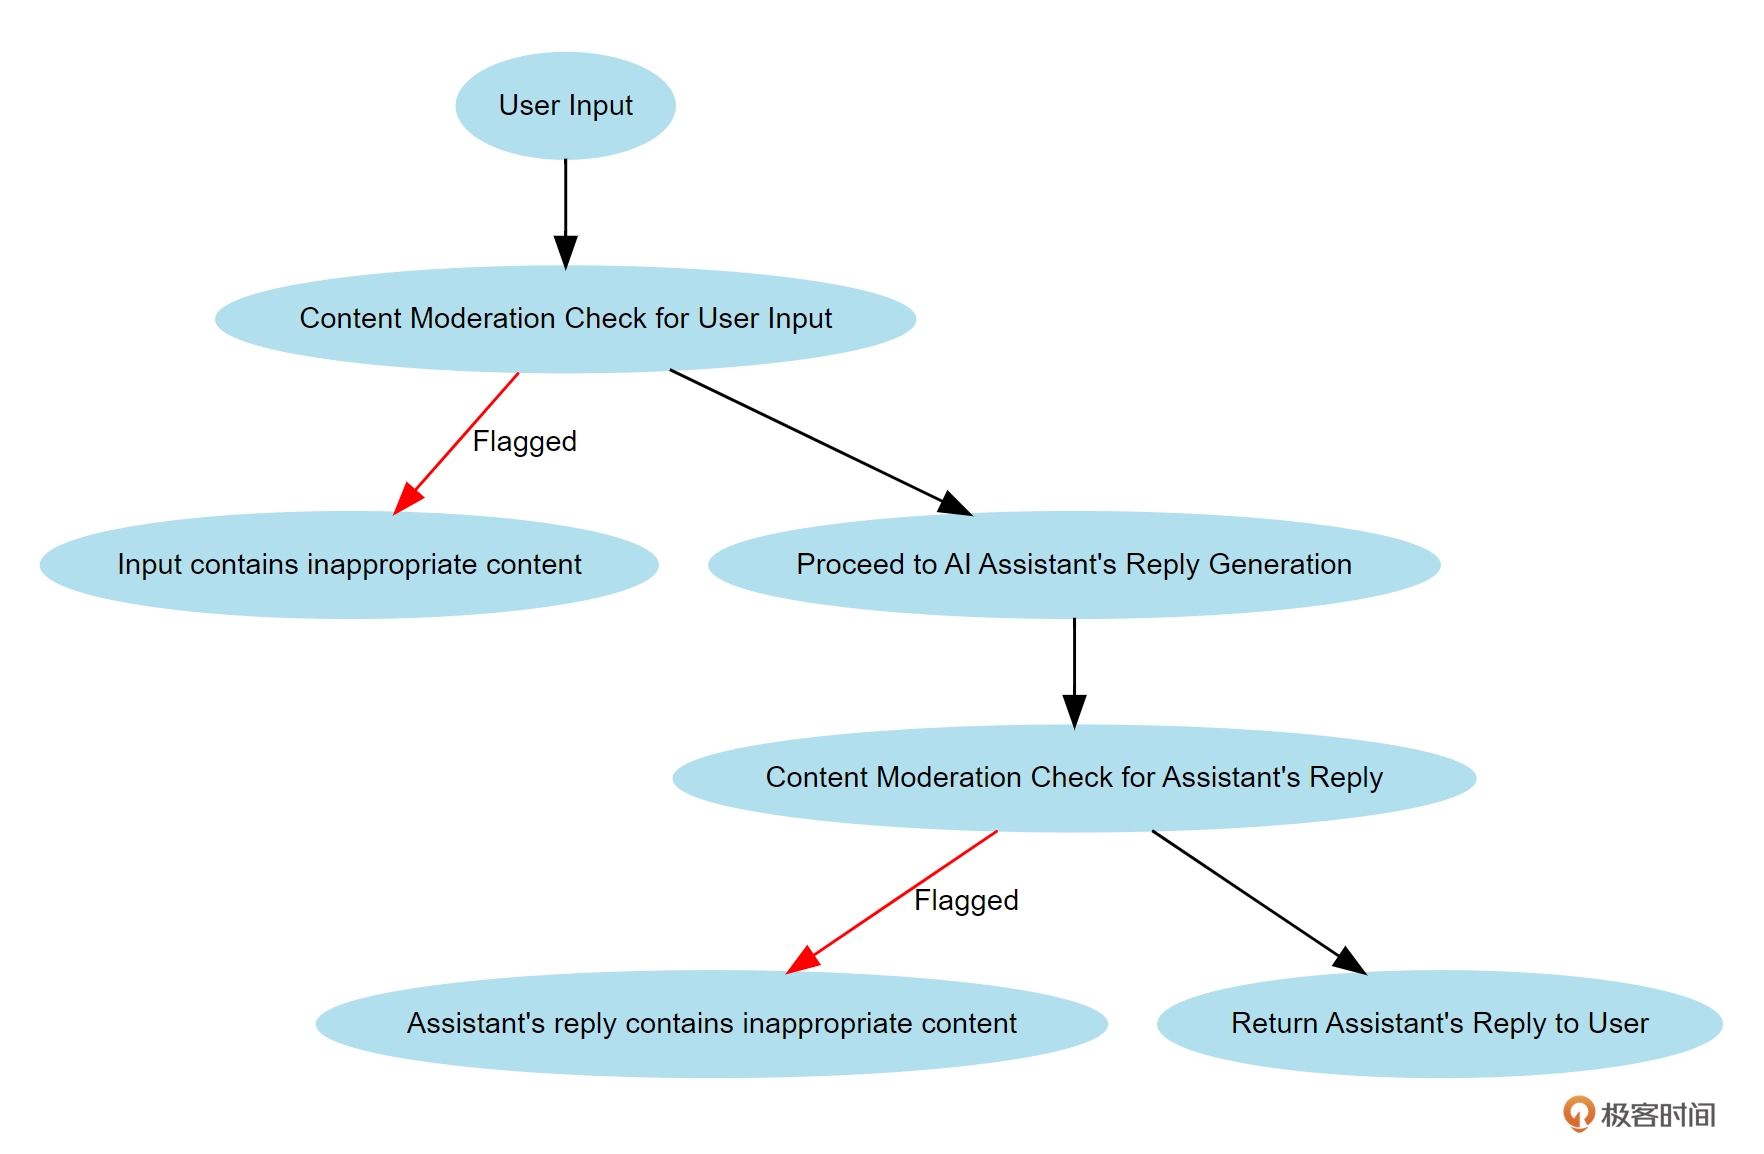 User Input
Content Moderation Check for User Input
Flagged
Input contains inappropriate content
Proceed to AI Assistant's Reply Generation
Content Moderation Check for Assistant's Reply
Flagged
Assistant's reply contains inappropriate content
Return Assistant's Reply to User
极客时间